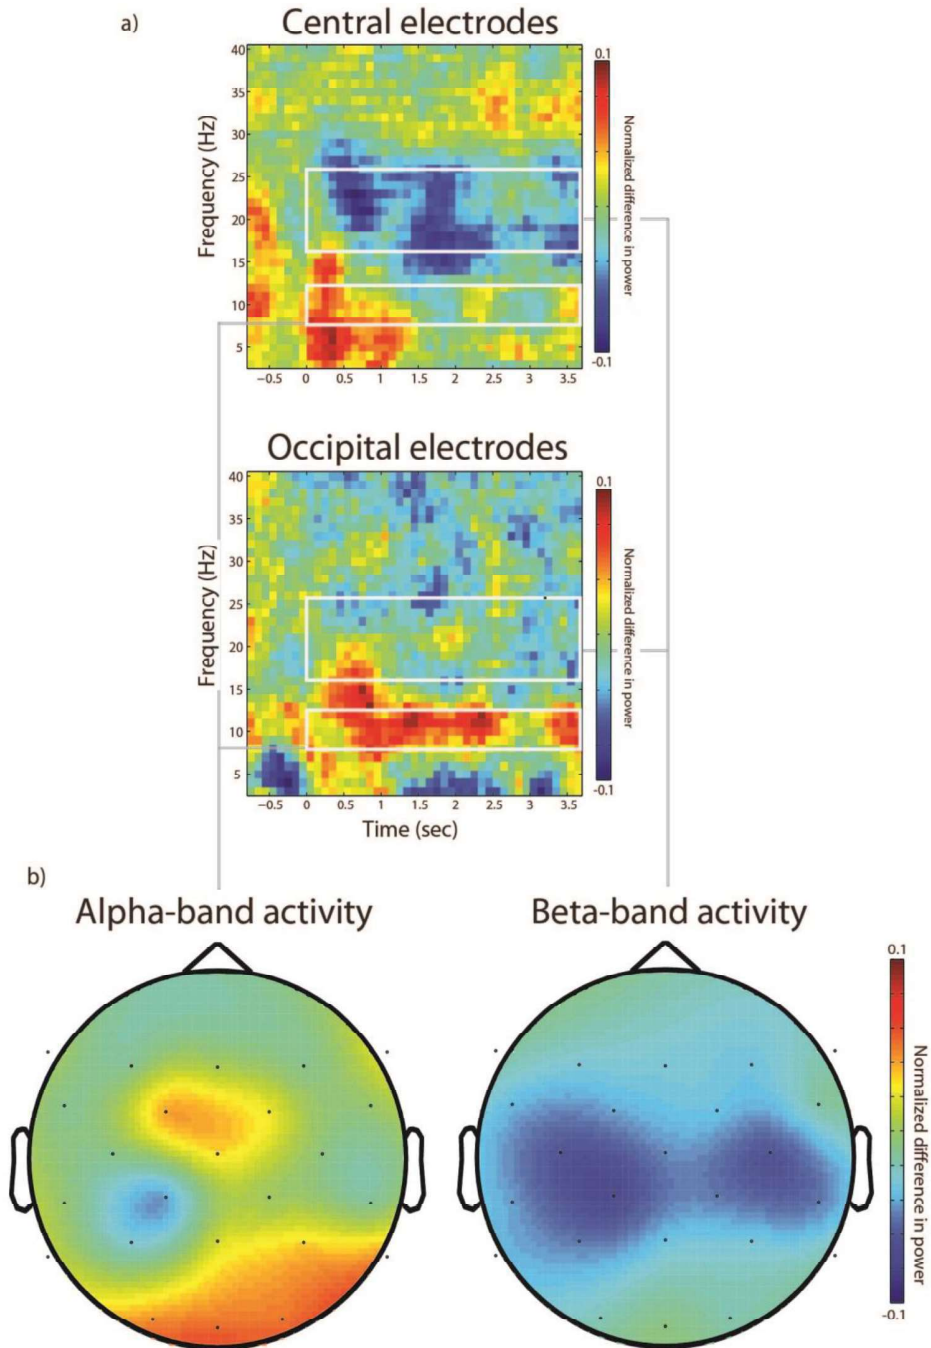 a)
Central electrodes
40
35
30
25
20
15
10
5
Frequency (Hz)
−0.5 0 0.5 1 1.5 2 2.5 3 3.5
0.1
Normalized difference in power
-0.1
Occipital electrodes
40
35
30
25
20
15
10
5
Frequency (Hz)
−0.5 0 0.5 1 1.5 2 2.5 3 3.5
Time (sec)
0.1
Normalized difference in power
-0.1
b)
Alpha-band activity
Beta-band activity
0.1
Normalized difference in power
-0.1